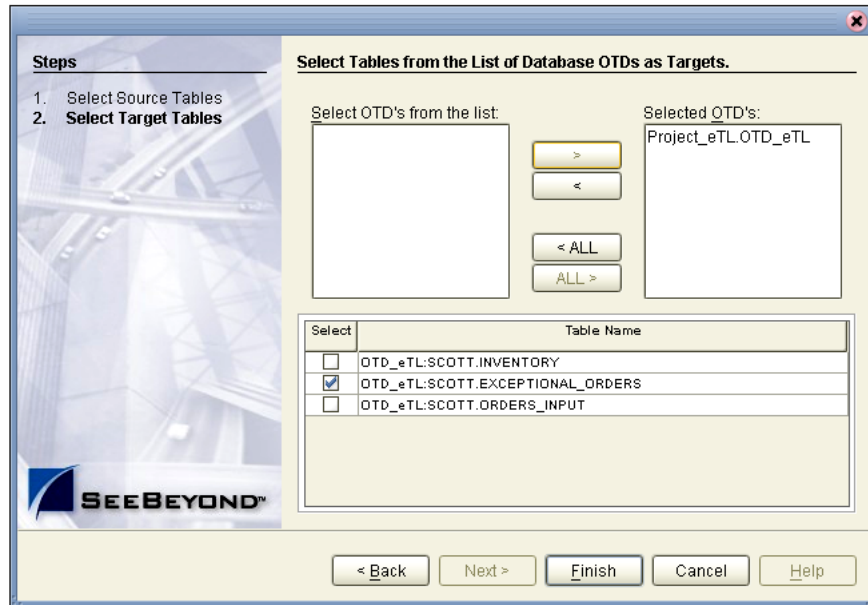 Steps
1. Select Source Tables
2. Select Target Tables
SEEBEYOND™
Select Tables from the List of Database OTDs as Targets.
Select OTD's from the list:
>
<
< ALL
ALL >
Selected OTD's:
Project_eTL.OTD_eTL
Select Table Name
OTD_eTL:SCOTT.INVENTORY
OTD_eTL:SCOTT.EXCEPTIONAL_ORDERS
OTD_eTL:SCOTT.ORDERS_INPUT
< Back Next > Finish Cancel Help